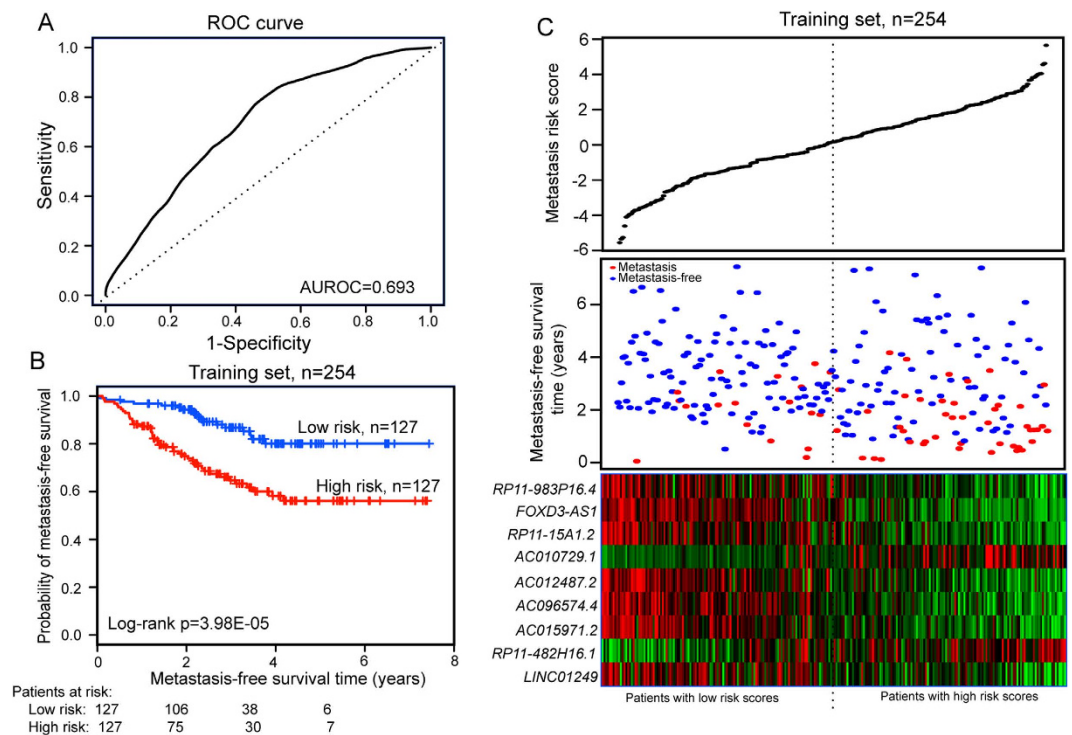 A
ROC curve
Sensitivity
1.0
0.8
0.6
0.4
0.2
0.0
AUROC=0.693
0.0 0.2 0.4 0.6 0.8 1.0
1-Specificity
B
Training set, n=254
Probability of metastasis-free survival
1.0
0.8
0.6
0.4
0.2
0.0
Low risk, n=127
High risk, n=127
Log-rank p=3.98E-05
0 2 4 6 8
Metastasis-free survival time (years)
Patients at risk:
Low risk: 127 106 38 6
High risk: 127 75 30 7
C
Training set, n=254
Metastasis risk score
6
4
2
0
-2
-4
-6
Metastasis-free survival
time (years)
Metastasis
Metastasis-free
6
4
2
0
RP11-983P16.4
FOXD3-AS1
RP11-15A1.2
AC010729.1
AC012487.2
AC096574.4
AC015971.2
RP11-482H16.1
LINC01249
Patients with low risk scores Patients with high risk scores